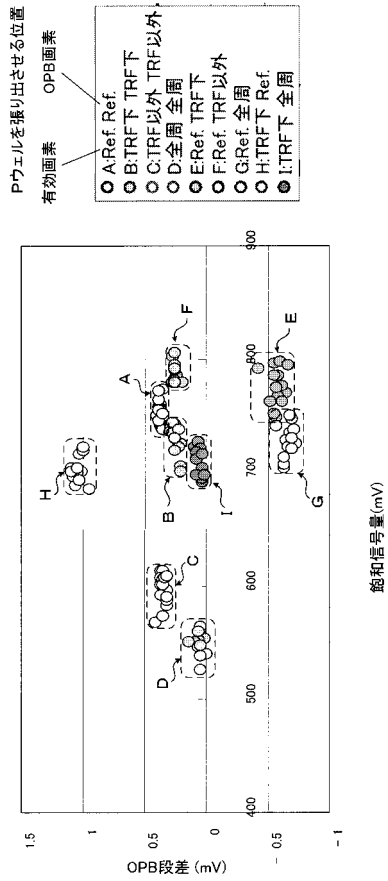 Pウェルを張り出させる位置
有効画素 OPB画素
A:Ref. Ref.
B:TRF下 TRF下
C:TRF以外 TRF以外
D:全周 全周
E:Ref. TRF下
F:Ref. TRF以外
G:Ref. 全周
H:TRF下 Ref.
I:TRF下 全周
OPB段差 (mV)
1.5
1
0.5
0
-0.5
-1
400
500
600
700
800
900
飽和信号量(mV)
H
A
F
B
I
C
D
E
G